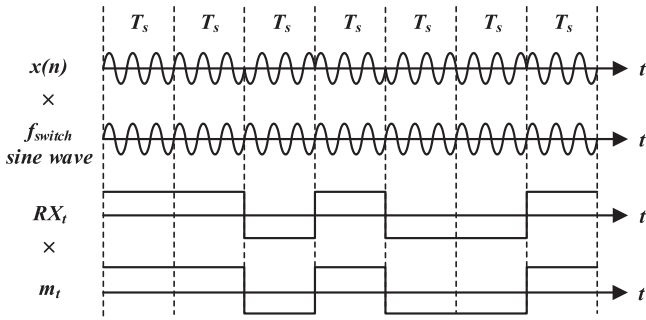 Ts Ts Ts Ts Ts Ts Ts
x(n) t
×
fswitch t
sine wave
RXt t
×
mt t